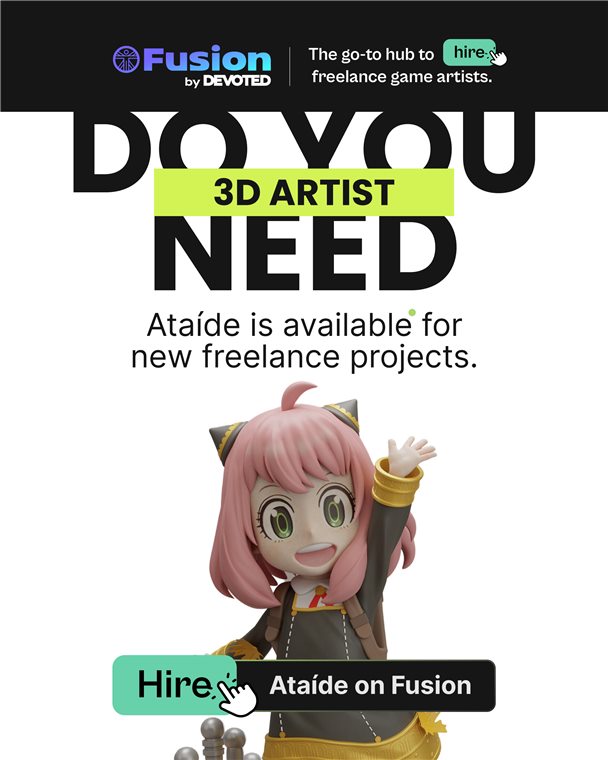 Fusion
by DEVOTED
The go-to hub to hire
freelance game artists.
DO YOU
3D ARTIST
NEED
Ataíde is available for
new freelance projects.
Hire
Ataíde on Fusion